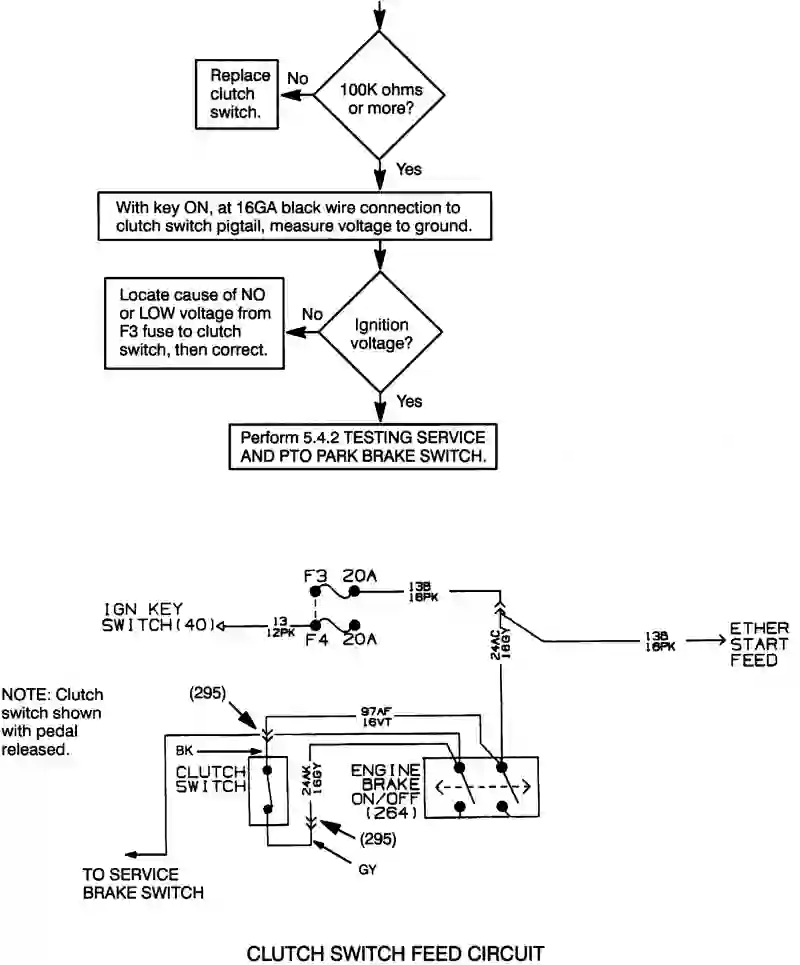 Replace
clutch
switch.
No
100K ohms
or more?
Yes
With key ON, at 16GA black wire connection to
clutch switch pigtail, measure voltage to ground.
Locate cause of NO
or LOW voltage from
F3 fuse to clutch
switch, then correct.
No
Ignition
voltage?
Yes
Perform 5.4.2 TESTING SERVICE
AND PTO PARK BRAKE SWITCH.
F3 20A
13B
16PK
IGN KEY
SWITCH(40)
13
12PK
F4 20A
24AC
16GY
13B
16PK
ETHER
START
FEED
NOTE: Clutch
switch shown
with pedal
released.
(295)
97AF
16VT
BK
CLUTCH
SWITCH
24AK
16GY
ENGINE
BRAKE
ON/OFF
(264)
(295)
GY
TO SERVICE
BRAKE SWITCH
CLUTCH SWITCH FEED CIRCUIT